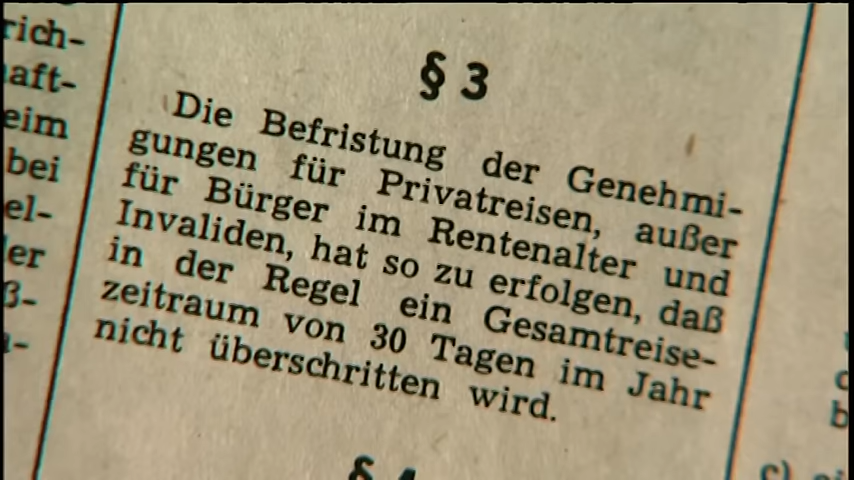 rich-
aft-
eim
bei
el-
er
ß-
§ 3
Die Befristung der Genehmi-
gungen für Privatreisen, außer
für Bürger im Rentenalter und
Invaliden, hat so zu erfolgen, daß
in der Regel ein Gesamtreise-
zeitraum von 30 Tagen im Jahr
nicht überschritten wird.
§ 4
c)